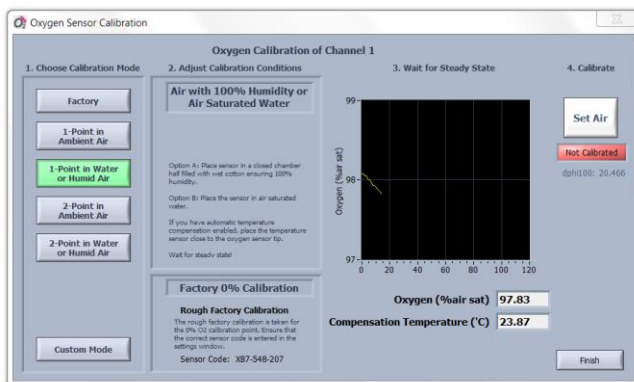 Oxygen Sensor Calibration
Oxygen Calibration of Channel 1
1. Choose Calibration Mode
Factory
1-Point in
Ambient Air
1-Point in Water
or Humid Air
2-Point in
Ambient Air
2-Point in Water
or Humid Air
Custom Mode
2. Adjust Calibration Conditions
Air with 100% Humidity or
Air Saturated Water
Option A: Place sensor in a closed chamber
half filled with wet cotton ensuring 100%
humidity.
Option B: Place the sensor in air saturated
water.
If you have automatic temperature
compensation enabled, place the temperature
sensor close to the oxygen sensor tip.
Wait for steady state!
Factory 0% Calibration
Rough Factory Calibration
The rough factory calibration is taken for
the 0% O2 calibration point. Ensure that
the correct sensor code is entered in the
settings window.
Sensor Code: XB7-548-207
3. Wait for Steady State
Oxygen (%air sat)
99
98
97
0 20 40 60 80 100 120
Oxygen (%air sat) 97.83
Compensation Temperature (°C) 23.87
4. Calibrate
Set Air
Not Calibrated
dphi100: 20.466
Finish